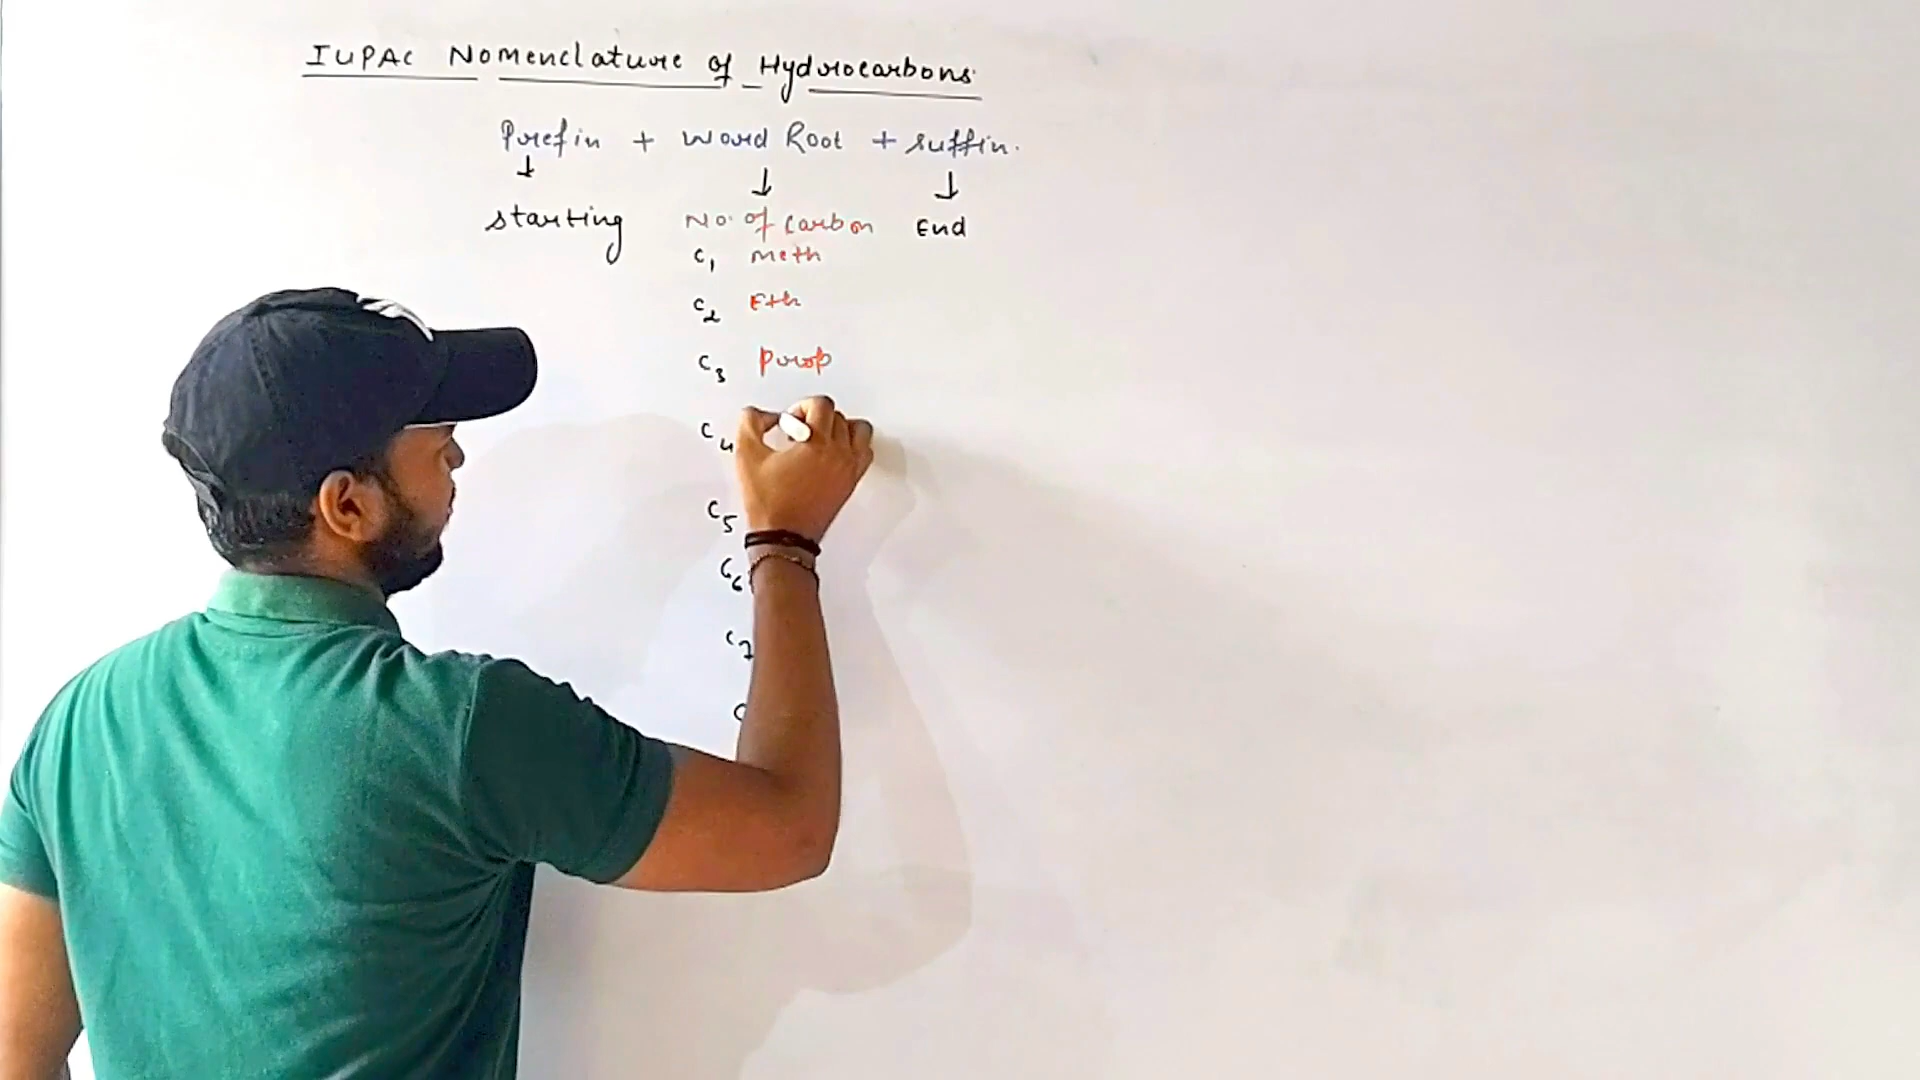 IUPAC Nomenclature of Hydrocarbons.
Prefix + Word Root + suffix.
↓ ↓ ↓
starting No. of carbon End
C1 Meth
C2 Eth
C3 Prop
C4
C5
C6
C7
C